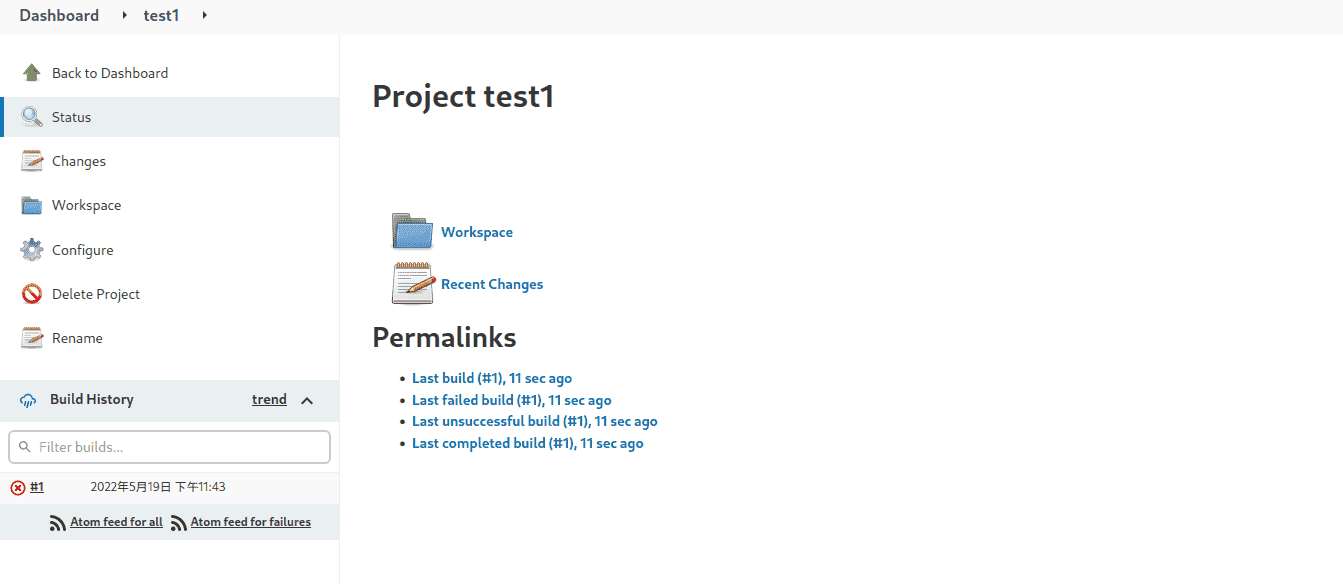 Dashboard test1
Back to Dashboard
Status
Changes
Workspace
Configure
Delete Project
Rename
Build History trend
Filter builds...
#1 2022年5月19日 下午11:43
Atom feed for all Atom feed for failures
Project test1
Workspace
Recent Changes
Permalinks
Last build (#1), 11 sec ago
Last failed build (#1), 11 sec ago
Last unsuccessful build (#1), 11 sec ago
Last completed build (#1), 11 sec ago